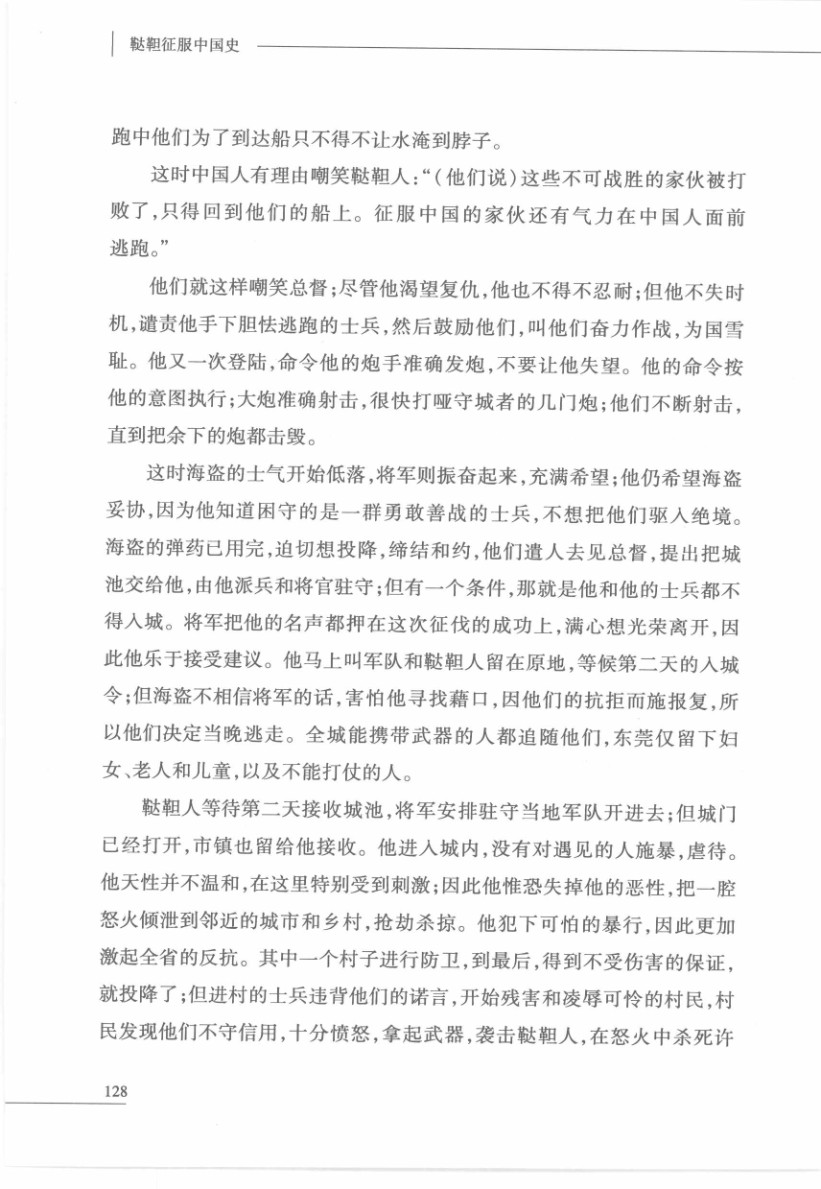 鞑靼征服中国史
跑中他们为了到达船只不得不让水淹到脖子。
这时中国人有理由嘲笑鞑靼人:“(他们说)这些不可战胜的家伙被打
败了,只得回到他们的船上。征服中国的家伙还有气力在中国人面前
逃跑。”
他们就这样嘲笑总督;尽管他渴望复仇,他也不得不忍耐;但他不失时
机,谴责他手下胆怯逃跑的士兵,然后鼓励他们,叫他们奋力作战,为国雪
耻。他又一次登陆,命令他的炮手准确发炮,不要让他失望。他的命令按
他的意图执行;大炮准确射击,很快打哑守城者的几门炮;他们不断射击,
直到把余下的炮都击毁。
这时海盗的士气开始低落,将军则振奋起来,充满希望;他仍希望海盗
妥协,因为他知道困守的是一群勇敢善战的士兵,不想把他们驱入绝境。
海盗的弹药已用完,迫切想投降,缔结和约,他们遣人去见总督,提出把城
池交给他,由他派兵和将官驻守;但有一个条件,那就是他和他的士兵都不
得入城。将军把他的名声都押在这次征伐的成功上,满心想光荣离开,因
此他乐于接受建议。他马上叫军队和鞑靼人留在原地,等候第二天的入城
令;但海盗不相信将军的话,害怕他寻找藉口,因他们的抗拒而施报复,所
以他们决定当晚逃走。全城能携带武器的人都追随他们,东莞仅留下妇
女、老人和儿童,以及不能打仗的人。
鞑靼人等待第二天接收城池,将军安排驻守当地军队开进去;但城门
已经打开,市镇也留给他接收。他进入城内,没有对遇见的人施暴,虐待。
他天性并不温和,在这里特别受到刺激;因此他惟恐失掉他的恶性,把一腔
怒火倾泄到邻近的城市和乡村,抢劫杀掠。他犯下可怕的暴行,因此更加
激起全省的反抗。其中一个村子进行防卫,到最后,得到不受伤害的保证,
就投降了;但进村的士兵违背他们的诺言,开始残害和凌辱可怜的村民,村
民发现他们不守信用,十分愤怒,拿起武器,袭击鞑靼人,在怒火中杀死许
128